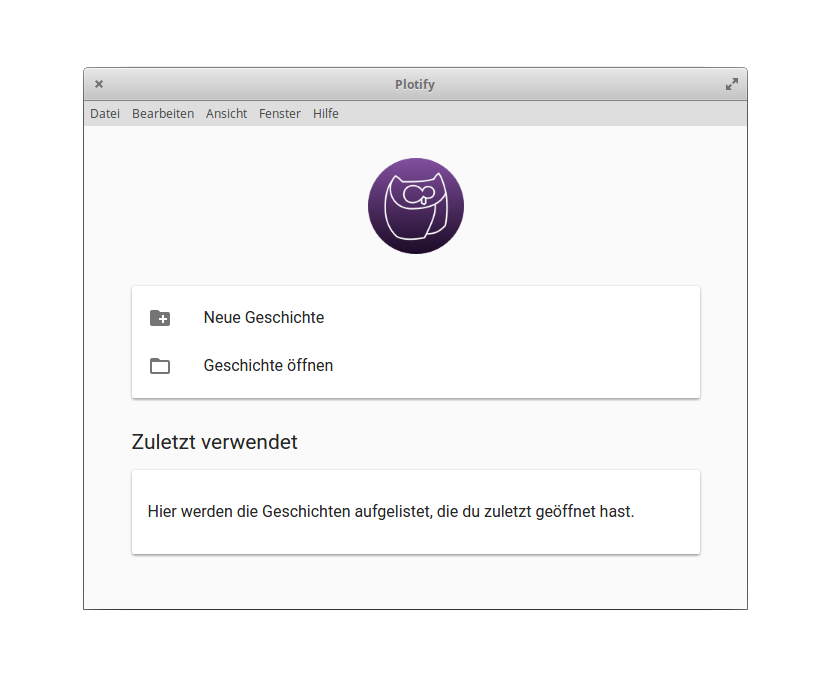 Plotify
Datei Bearbeiten Ansicht Fenster Hilfe
Neue Geschichte
Geschichte öffnen
Zuletzt verwendet
Hier werden die Geschichten aufgelistet, die du zuletzt geöffnet hast.